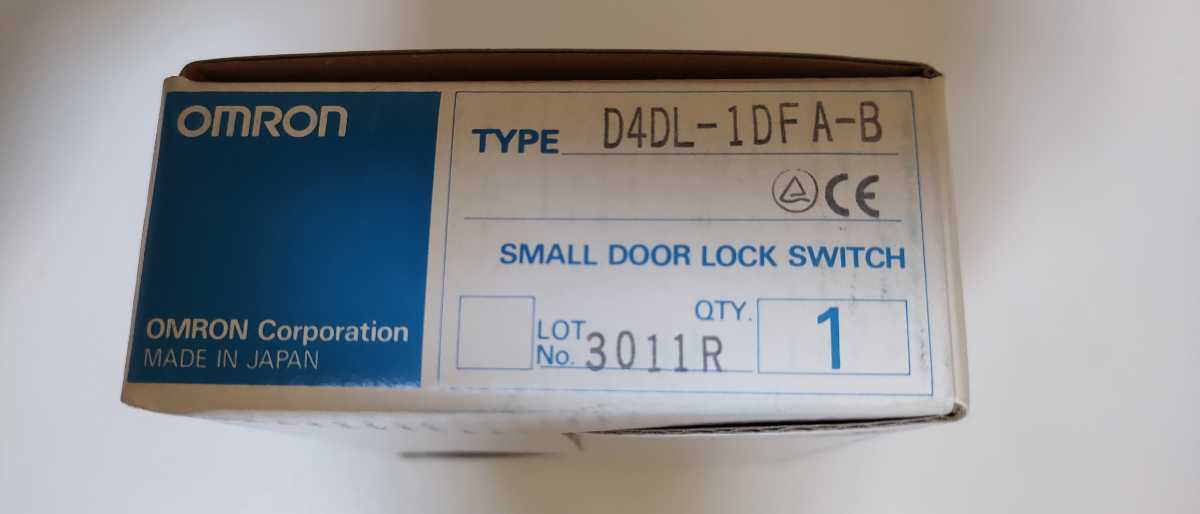 OMRON
TYPE D4DL-1DFA-B
CE
SMALL DOOR LOCK SWITCH
OMRON Corporation
MADE IN JAPAN
LOT No. 3011R
QTY. 1